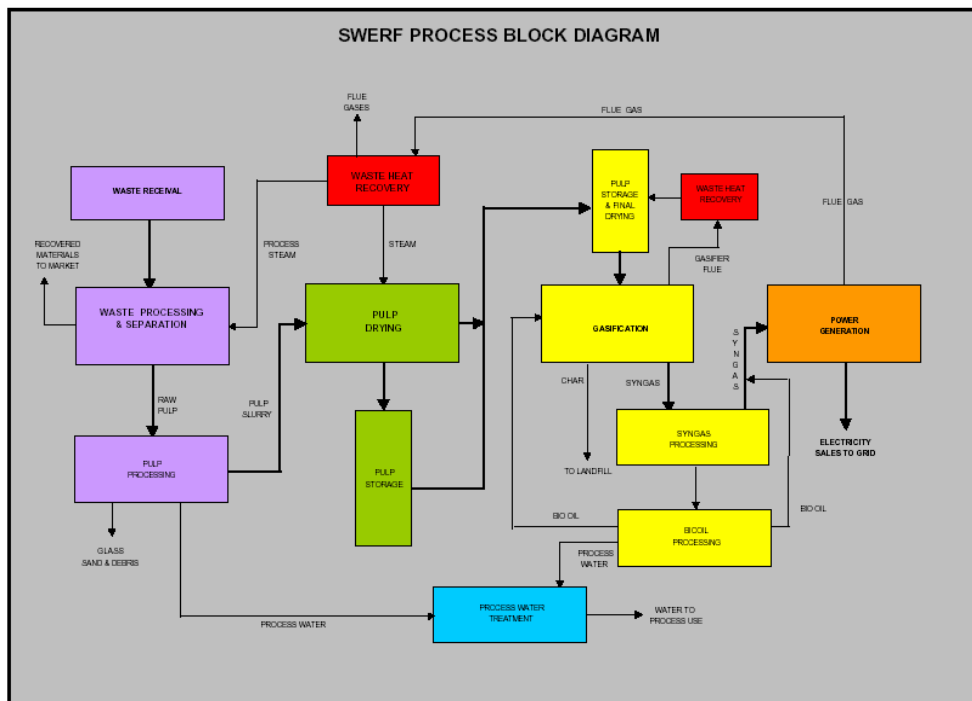 SWERF PROCESS BLOCK DIAGRAM
FLUE
GASES
FLUE GAS
WASTE RECEIVAL
WASTE HEAT
RECOVERY
PULP
STORAGE
& FINAL
DRYING
WASTE HEAT
RECOVERY
FLUE GAS
RECOVERED
MATERIALS
TO MARKET
PROCESS
STEAM
STEAM
GASIFIER
FLUE
WASTE PROCESSING
& SEPARATION
PULP
DRYING
GASIFICATION
POWER
GENERATION
SYNGAS
CHAR
SYNGAS
RAW
PULP
PULP
SLURRY
SYNGAS
PROCESSING
ELECTRICITY
SALES TO GRID
PULP
PROCESSING
PULP
STORAGE
TO LANDFILL
BIO OIL
BIO OIL
BIOOIL
PROCESSING
GLASS
SAND & DEBRIS
PROCESS
WATER
PROCESS WATER
TREATMENT
WATER TO
PROCESS USE
PROCESS WATER